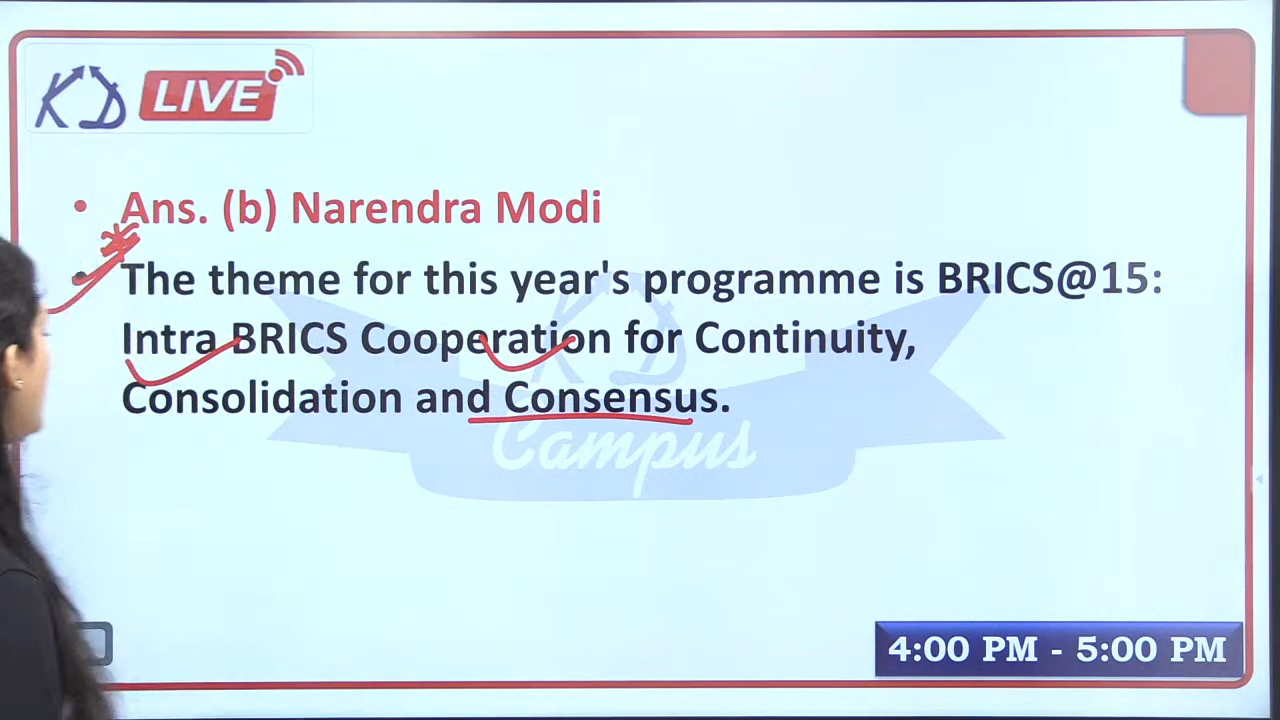 KD LIVE
• Ans. (b) Narendra Modi
• The theme for this year's programme is BRICS@15:
Intra BRICS Cooperation for Continuity,
Consolidation and Consensus.
KD
Campus
4:00 PM - 5:00 PM